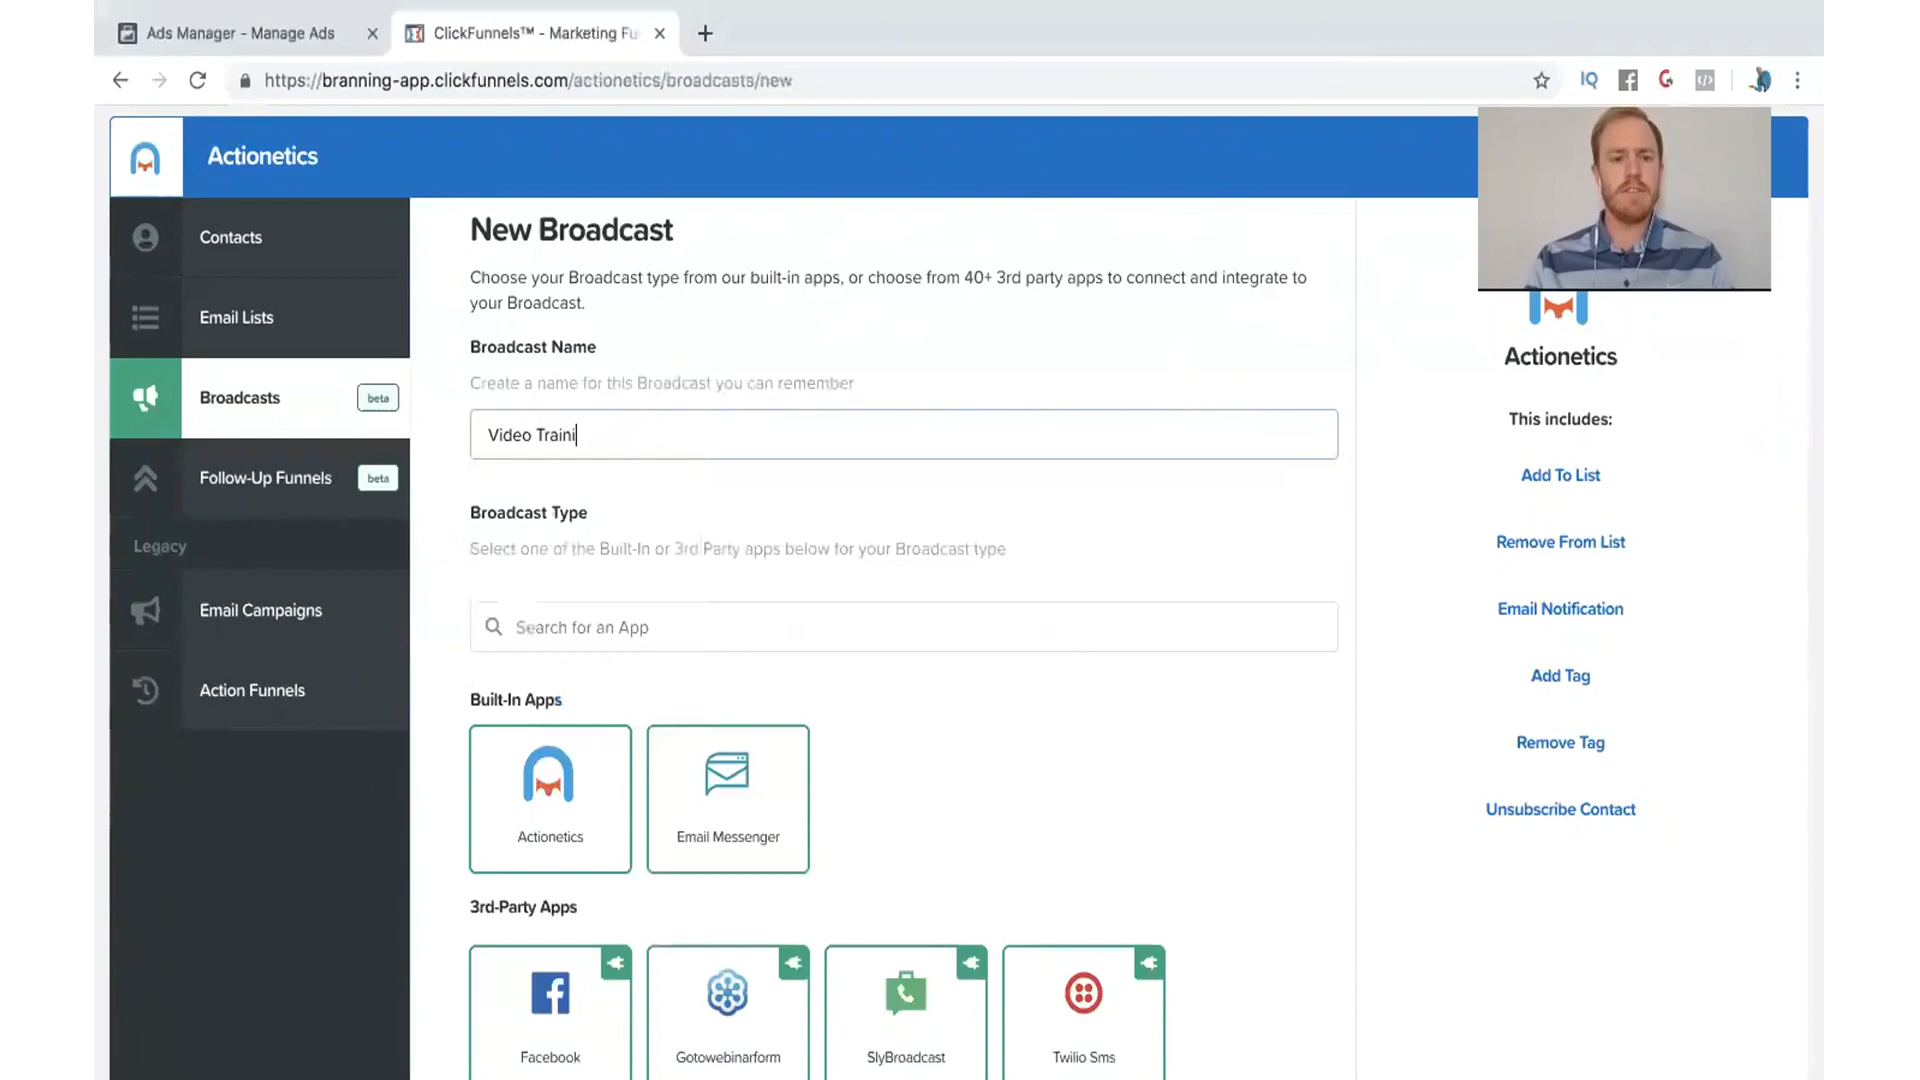 Ads Manager - Manage Ads
ClickFunnels™ - Marketing Fu
https://branning-app.clickfunnels.com/actionetics/broadcasts/new
IQ
Actionetics
Contacts
Email Lists
Broadcasts
beta
Follow-Up Funnels
beta
Legacy
Email Campaigns
Action Funnels
New Broadcast
Choose your Broadcast type from our built-in apps, or choose from 40+ 3rd party apps to connect and integrate to
your Broadcast.
Broadcast Name
Create a name for this Broadcast you can remember
Video Traini
Broadcast Type
Select one of the Built-In or 3rd Party apps below for your Broadcast type
Search for an App
Built-In Apps
Actionetics
Email Messenger
3rd-Party Apps
Facebook
Gotowebinarform
SlyBroadcast
Twilio Sms
Actionetics
This includes:
Add To List
Remove From List
Email Notification
Add Tag
Remove Tag
Unsubscribe Contact